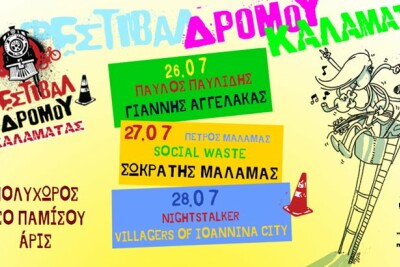 ΦΕΣΤΙΒΑΛ ΔΡΟΜΟΥ ΚΑΛΑΜΑΤΑΣ
ΦΕΣΤΙΒΑΛ
ΔΡΟΜΟΥ
ΚΑΛΑΜΑΤΑΣ
26.07
ΠΑΥΛΟΣ ΠΑΥΛΙΔΗΣ
ΓΙΑΝΝΗΣ ΑΓΓΕΛΑΚΑΣ
27.07 ΠΕΤΡΟΣ ΜΑΛΑΜΑΣ
SOCIAL WASTE
ΣΩΚΡΑΤΗΣ ΜΑΛΑΜΑΣ
28.07
NIGHTSTALKER
VILLAGERS OF IOANNINA CITY
ΠΟΛΥΧΩΡΟΣ
ΠΑΜΙΣΟΥ
ΑΡΙΣ